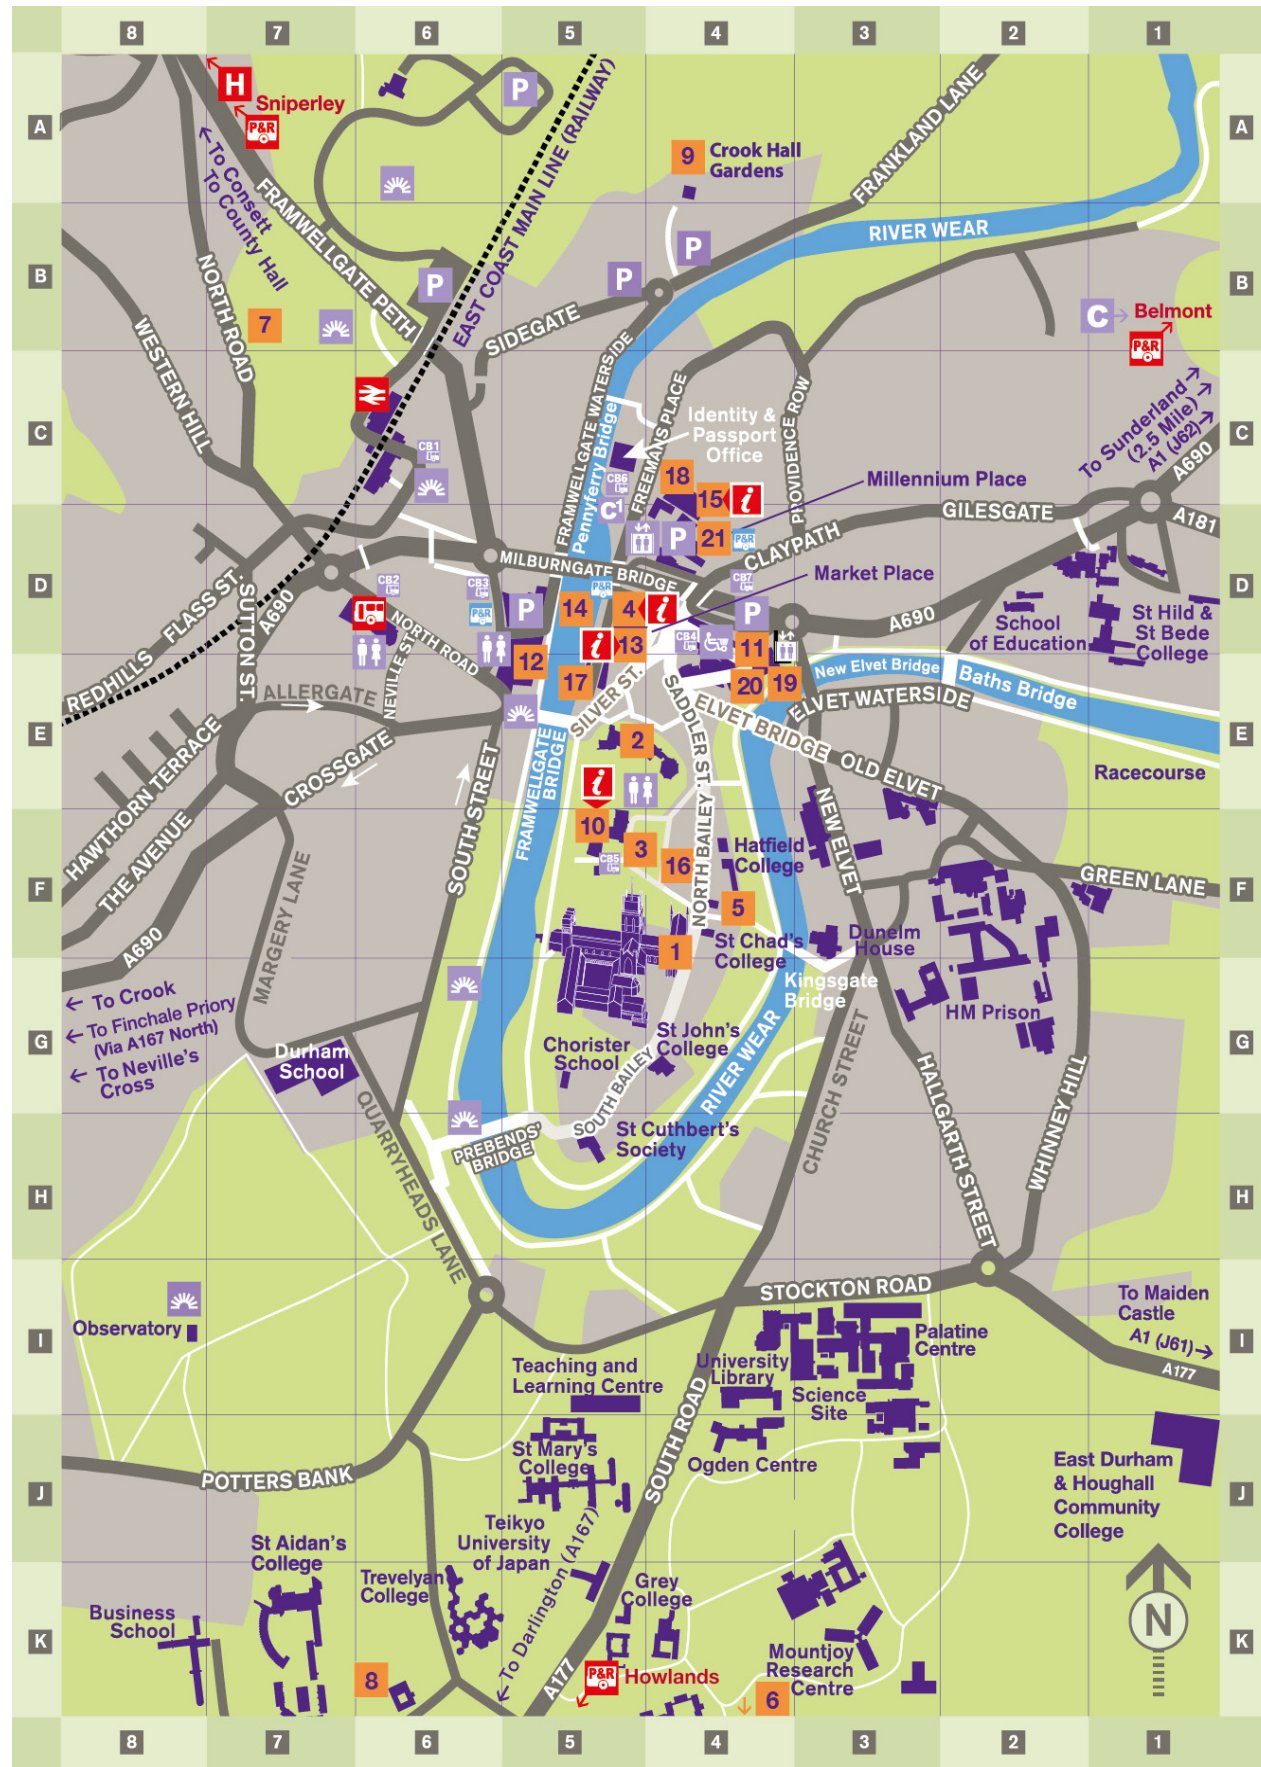 8 7 6 5 4 3 2 1
A A
H
Sniperley
P&R
P
9 Crook Hall
Gardens
FRANKLAND LANE
← To Consett
To County Hall
FRAMWELLGATE PETH
EAST COAST MAIN LINE (RAILWAY)
RIVER WEAR
B B
NORTH ROAD
P
P
P
7
SIDEGATE
C →
Belmont
P&R
WESTERN HILL
FRAMWELLGATE WATERSIDE
Pennyferry Bridge
FREEMANS PLACE
PROVIDENCE ROW
Identity &
Passport
Office
To Sunderland
(2.5 Mile)
A1 (J62)
A690
C C
CB1
CB6
C1
18
15 i
Millennium Place
GILESGATE
A181
P
21
P&R
CLAYPATH
MILBURNGATE BRIDGE
Market Place
D D
REDHILLS
FLASS ST.
SUTTON ST.
A690
CB2
CB3
P&R
P
P&R
14
4 i
CB7
P
A690
School
of Education
St Hild &
St Bede
College
NORTH ROAD
NEVILLE ST.
i 13
CB4
11
12
17
20
19
New Elvet Bridge
Baths Bridge
ELVET WATERSIDE
ALLERGATE
SILVER ST.
SADDLER ST.
ELVET BRIDGE
OLD ELVET
E E
HAWTHORN TERRACE
CROSSGATE
SOUTH STREET
FRAMWELLGATE
BRIDGE
2
i
Racecourse
THE AVENUE
10
3
CB5
16
NORTH BAILEY
Hatfield
College
NEW ELVET
F F
GREEN LANE
MARGERY LANE
A690
5
1
St Chad's
College
Dunelm
House
Kingsgate
Bridge
HM Prison
← To Crook
← To Finchale Priory
(Via A167 North)
← To Neville's
Cross
G G
Durham
School
Chorister
School
St John's
College
SOUTH BAILEY
RIVER WEAR
CHURCH STREET
HALLGARTH STREET
WHINNEY HILL
QUARRYHEADS LANE
PREBENDS'
BRIDGE
St Cuthbert's
Society
H H
STOCKTON ROAD
To Maiden
Castle
A1 (J61) →
A177
Observatory
I I
Palatine
Centre
University
Library
Teaching and
Learning Centre
Science
Site
SOUTH ROAD
St Mary's
College
Ogden Centre
East Durham
& Houghall
Community
College
POTTERS BANK
J J
Teikyo
University
of Japan
St Aidan's
College
Trevelyan
College
← To Darlington (A167)
Grey
College
Business
School
N
K K
Mountjoy
Research
Centre
8
A177
P&R
Howlands
6
8 7 6 5 4 3 2 1